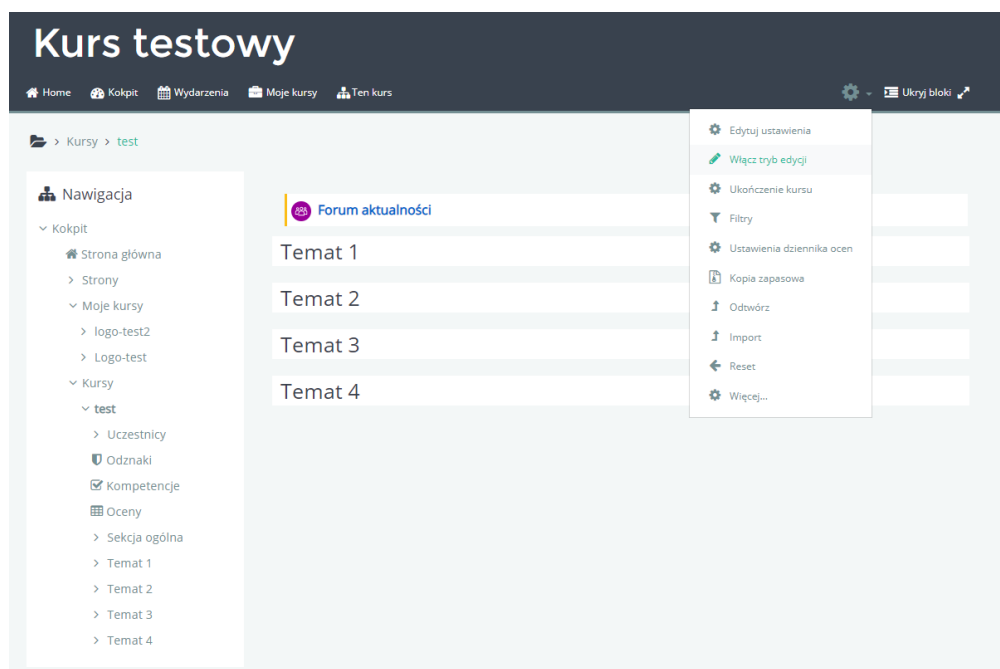 Kurs testowy
Home Kokpit Wydarzenia Moje kursy Ten kurs Ukryj bloki
> Kursy > test
Nawigacja
Kokpit
Strona główna
Strony
Moje kursy
logo-test2
Logo-test
Kursy
test
Uczestnicy
Odznaki
Kompetencje
Oceny
Sekcja ogólna
Temat 1
Temat 2
Temat 3
Temat 4
Forum aktualności
Temat 1
Temat 2
Temat 3
Temat 4
Edytuj ustawienia
Włącz tryb edycji
Ukończenie kursu
Filtry
Ustawienia dziennika ocen
Kopia zapasowa
Odtwórz
Import
Reset
Więcej...